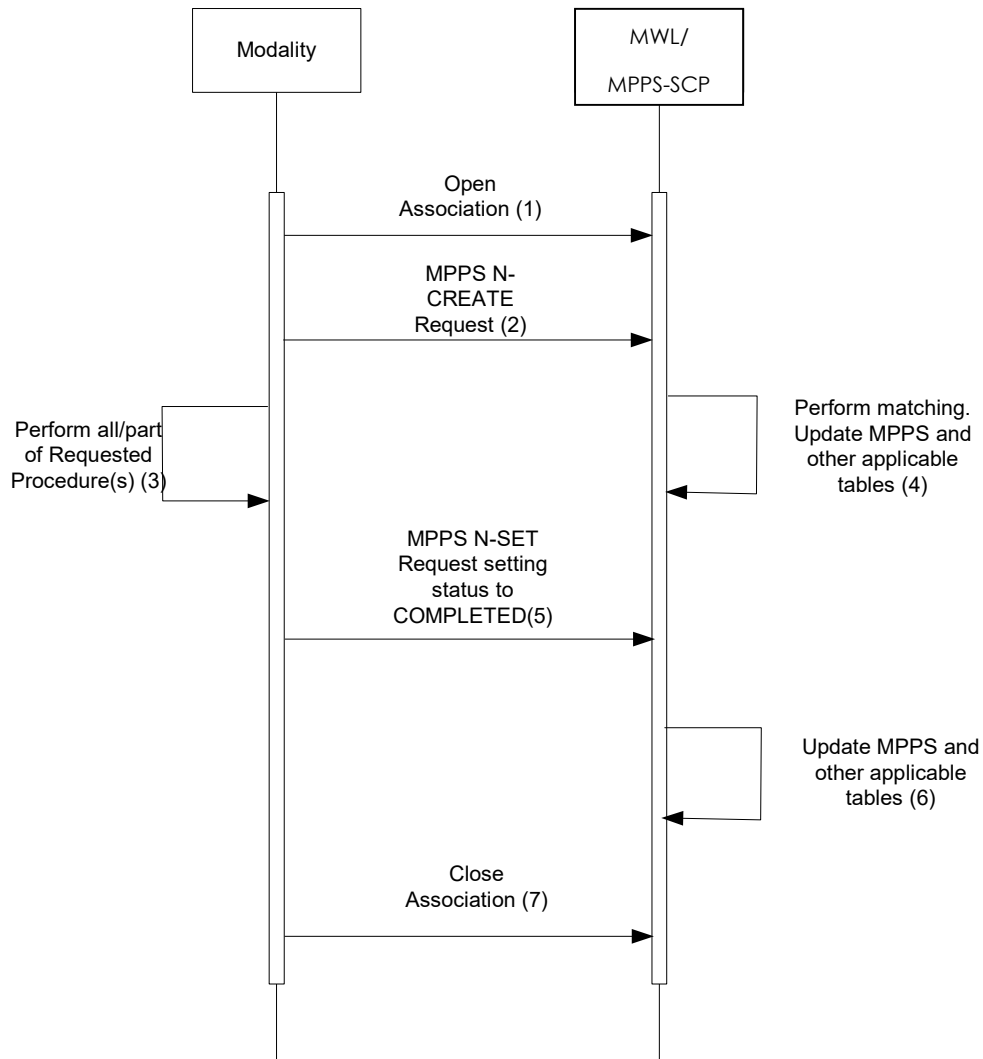 Modality
MWL/
MPPS-SCP
Open
Association (1)
MPPS N-
CREATE
Request (2)
Perform all/part
of Requested
Procedure(s) (3)
Perform matching.
Update MPPS and
other applicable
tables (4)
MPPS N-SET
Request setting
status to
COMPLETED(5)
Update MPPS and
other applicable
tables (6)
Close
Association (7)